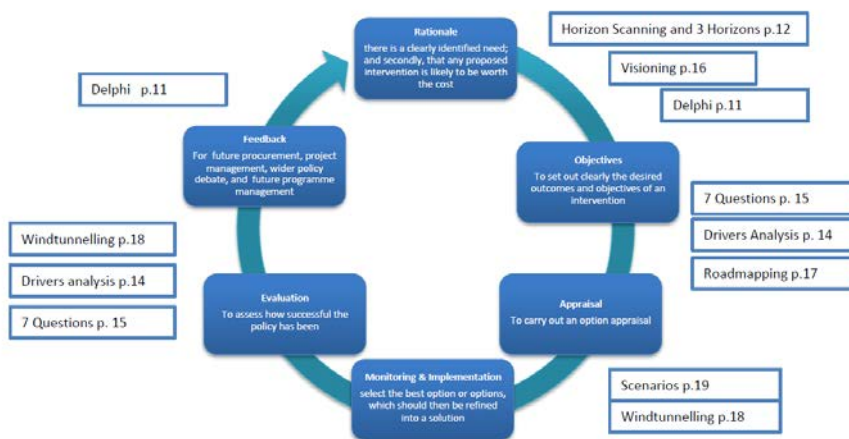 Rationale
there is a clearly identified need;
and secondly, that any proposed
intervention is likely to be worth
the cost
Horizon Scanning and 3 Horizons p.12
Visioning p.16
Delphi p.11
Objectives
To set out clearly the desired
outcomes and objectives of an
intervention
7 Questions p. 15
Drivers Analysis p. 14
Roadmapping p.17
Appraisal
To carry out an option appraisal
Scenarios p.19
Windtunnelling p.18
Monitoring & Implementation
select the best option or options,
which should then be refined
into a solution
Evaluation
To assess how successful the
policy has been
Windtunnelling p.18
Drivers analysis p.14
7 Questions p. 15
Feedback
For future procurement, project
management, wider policy
debate, and future programme
management
Delphi p.11